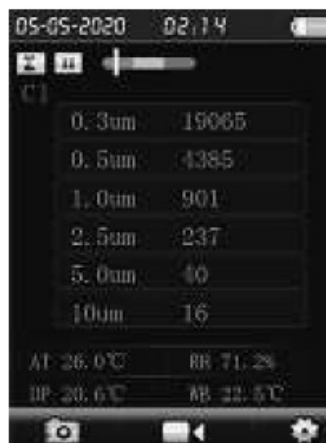 05-05-2020 02:14
C1
0.3um 19065
0.5um 4385
1.0um 901
2.5um 237
5.0um 40
10um 16
AT 26.0℃ RH 71.2%
DP 20.6℃ WB 22.5℃